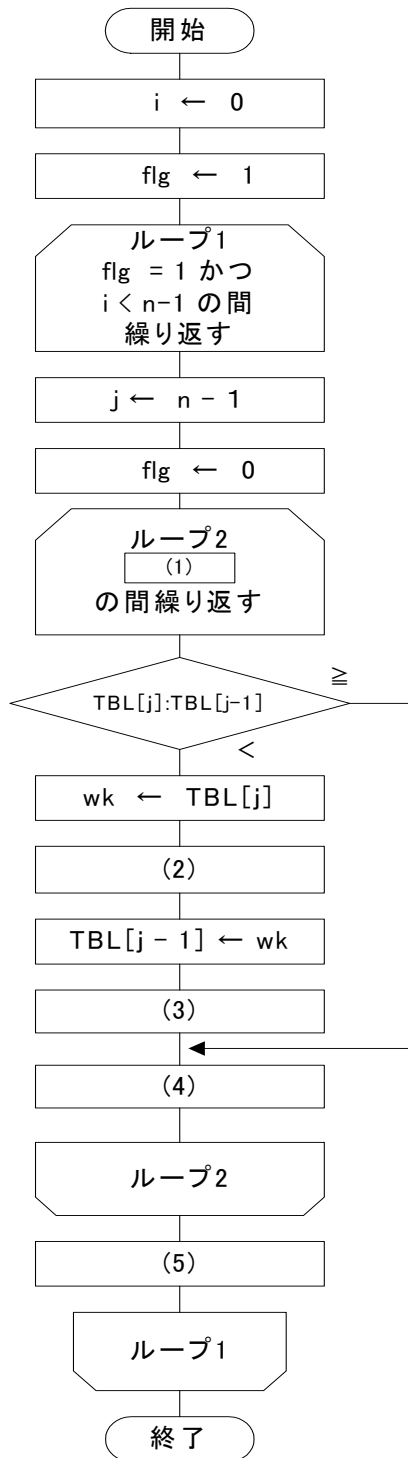 開始
i ← 0
flg ← 1
ループ1
flg = 1 かつ
i < n-1 の間
繰り返す
j ← n - 1
flg ← 0
ループ2
(1)
の間繰り返す
≧
TBL[j]:TBL[j-1]
<
wk ← TBL[j]
(2)
TBL[j - 1] ← wk
(3)
(4)
ループ2
(5)
ループ1
終了